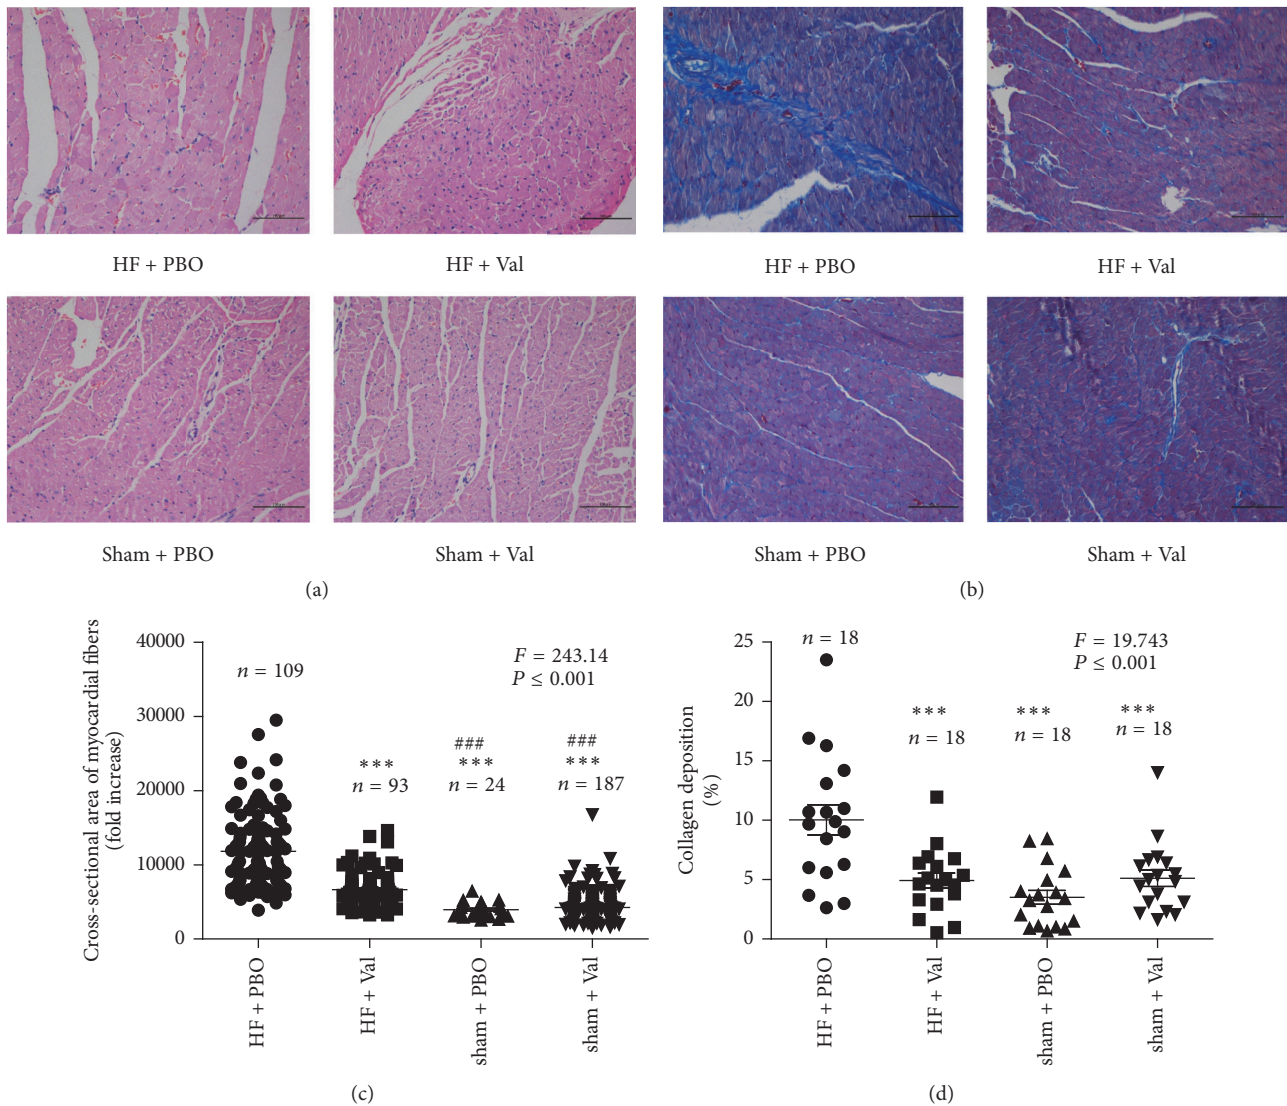 HF + PBO
HF + Val
HF + PBO
HF + Val
Sham + PBO
Sham + Val
Sham + PBO
Sham + Val
(a)
(b)
Cross-sectional area of myocardial fibers
(fold increase)
40000
30000
20000
10000
0
n = 109
***
n = 93
###
***
n = 24
###
***
n = 187
F = 243.14
P ≤ 0.001
HF + PBO
HF + Val
sham + PBO
sham + Val
(c)
Collagen deposition
(%)
25
20
15
10
5
0
n = 18
***
n = 18
***
n = 18
***
n = 18
F = 19.743
P ≤ 0.001
HF + PBO
HF + Val
sham + PBO
sham + Val
(d)